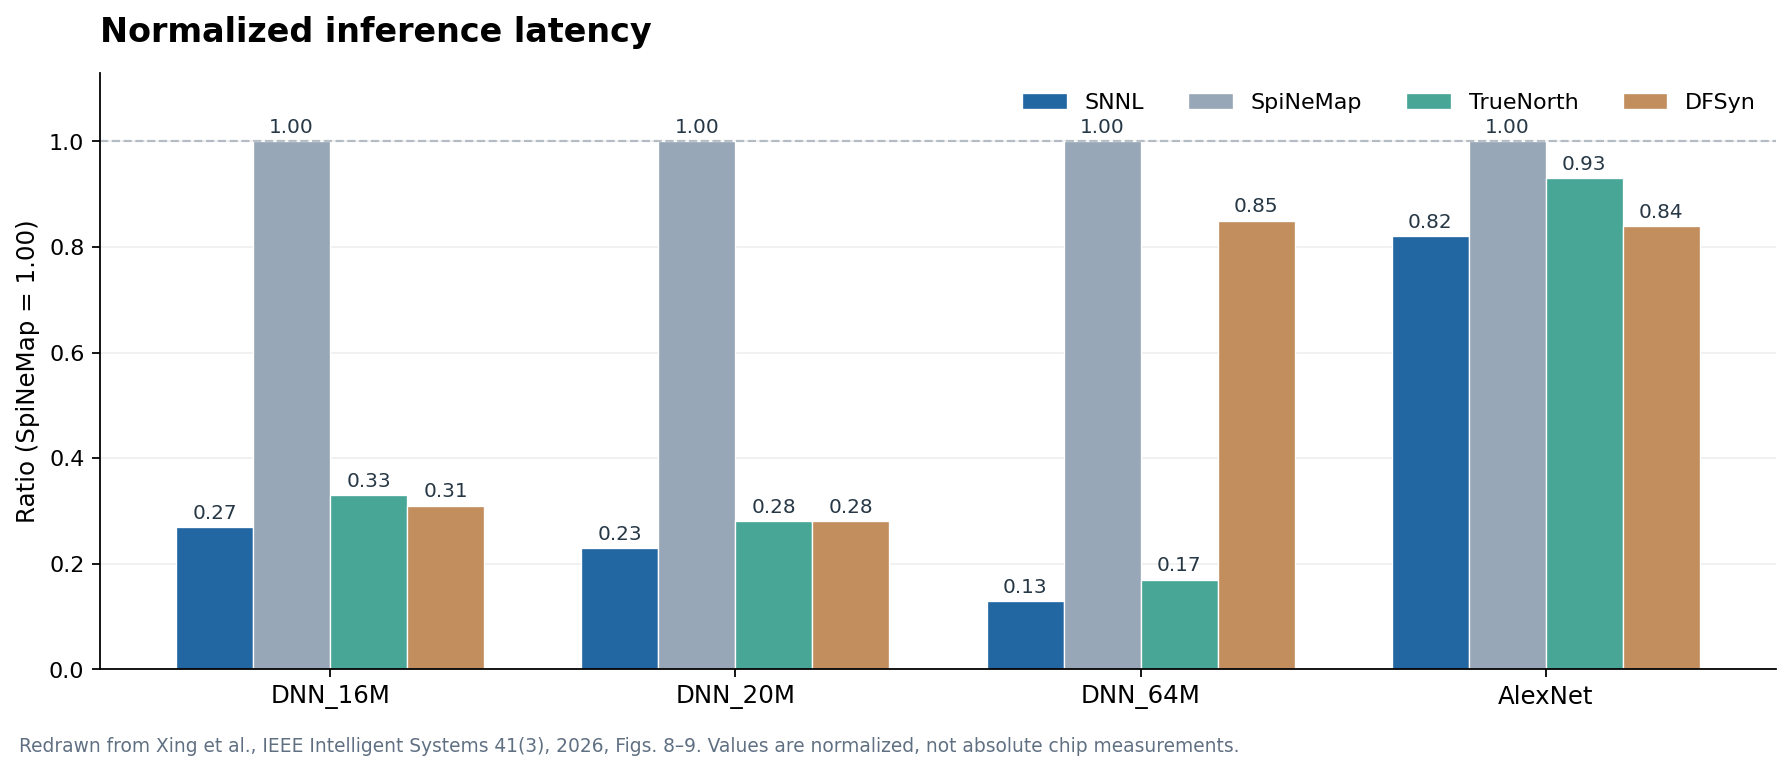 Normalized inference latency
SNNL SpiNeMap TrueNorth DFSyn
Ratio (SpiNeMap = 1.00)
1.0
0.8
0.6
0.4
0.2
0.0
0.27 1.00 0.33 0.31
0.23 1.00 0.28 0.28
0.13 1.00 0.17 0.85
0.82 1.00 0.93 0.84
DNN_16M DNN_20M DNN_64M AlexNet
Redrawn from Xing et al., IEEE Intelligent Systems 41(3), 2026, Figs. 8–9. Values are normalized, not absolute chip measurements.